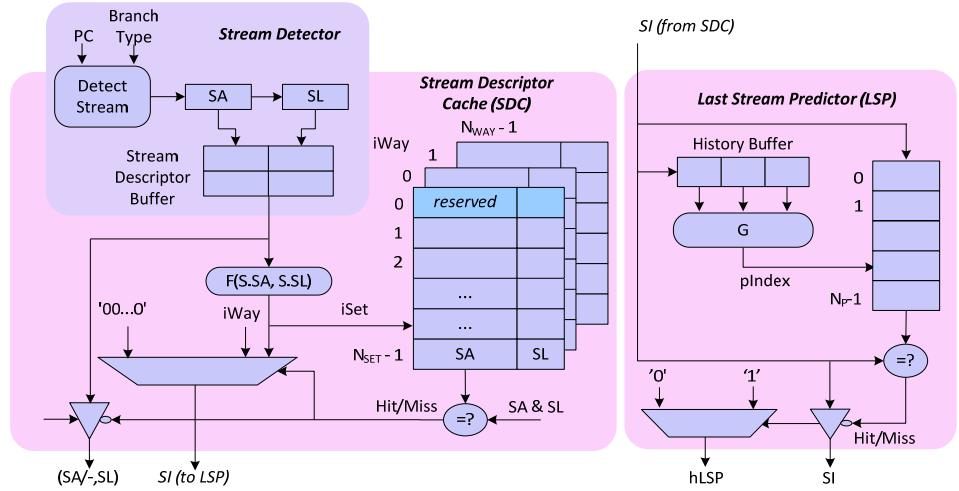 Branch
Type
PC
Stream Detector
Detect
Stream
SA
SL
Stream
Descriptor
Buffer
Stream Descriptor
Cache (SDC)
N_WAY - 1
iWay
1
0
0
reserved
1
2
...
...
N_SET - 1
SA
SL
F(S.SA, S.SL)
'00...0'
iWay
iSet
Hit/Miss
=?
SA & SL
(SA/-,SL)
SI (to LSP)
SI (from SDC)
Last Stream Predictor (LSP)
History Buffer
0
1
G
pIndex
N_P-1
=?
'0'
‘1’
Hit/Miss
hLSP
SI